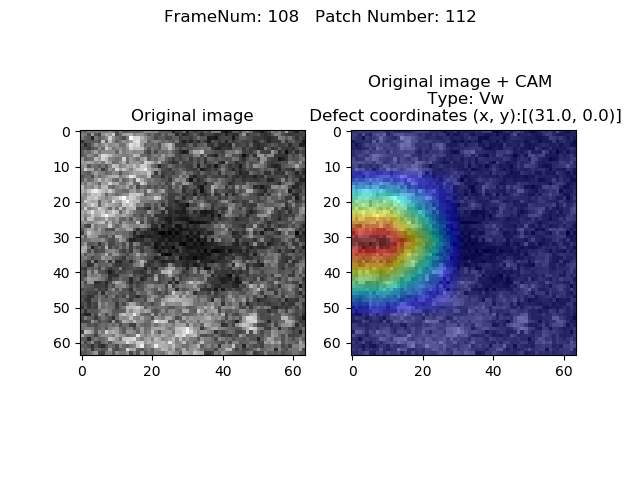 FrameNum: 108   Patch Number: 112
Original image
0
10
20
30
40
50
60
0 20 40 60
Original image + CAM
Type: Vw
Defect coordinates (x, y):[(31.0, 0.0)]
0
10
20
30
40
50
60
0 20 40 60